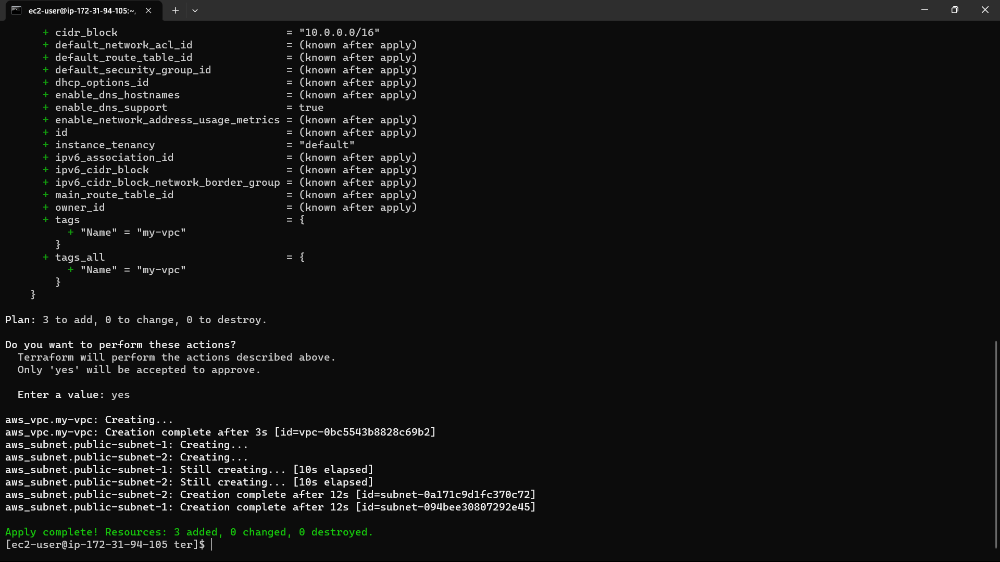 ec2-user@ip-172-31-94-105:~,
+ cidr_block = "10.0.0.0/16"
+ default_network_acl_id = (known after apply)
+ default_route_table_id = (known after apply)
+ default_security_group_id = (known after apply)
+ dhcp_options_id = (known after apply)
+ enable_dns_hostnames = (known after apply)
+ enable_dns_support = true
+ enable_network_address_usage_metrics = (known after apply)
+ id = (known after apply)
+ instance_tenancy = "default"
+ ipv6_association_id = (known after apply)
+ ipv6_cidr_block = (known after apply)
+ ipv6_cidr_block_network_border_group = (known after apply)
+ main_route_table_id = (known after apply)
+ owner_id = (known after apply)
+ tags = {
+ "Name" = "my-vpc"
}
+ tags_all = {
+ "Name" = "my-vpc"
}
}
Plan: 3 to add, 0 to change, 0 to destroy.
Do you want to perform these actions?
Terraform will perform the actions described above.
Only 'yes' will be accepted to approve.
Enter a value: yes
aws_vpc.my-vpc: Creating...
aws_vpc.my-vpc: Creation complete after 3s [id=vpc-0bc5543b8828c69b2]
aws_subnet.public-subnet-1: Creating...
aws_subnet.public-subnet-2: Creating...
aws_subnet.public-subnet-1: Still creating... [10s elapsed]
aws_subnet.public-subnet-2: Still creating... [10s elapsed]
aws_subnet.public-subnet-2: Creation complete after 12s [id=subnet-0a171c9d1fc370c72]
aws_subnet.public-subnet-1: Creation complete after 12s [id=subnet-094bee30807292e45]
Apply complete! Resources: 3 added, 0 changed, 0 destroyed.
[ec2-user@ip-172-31-94-105 ter]$